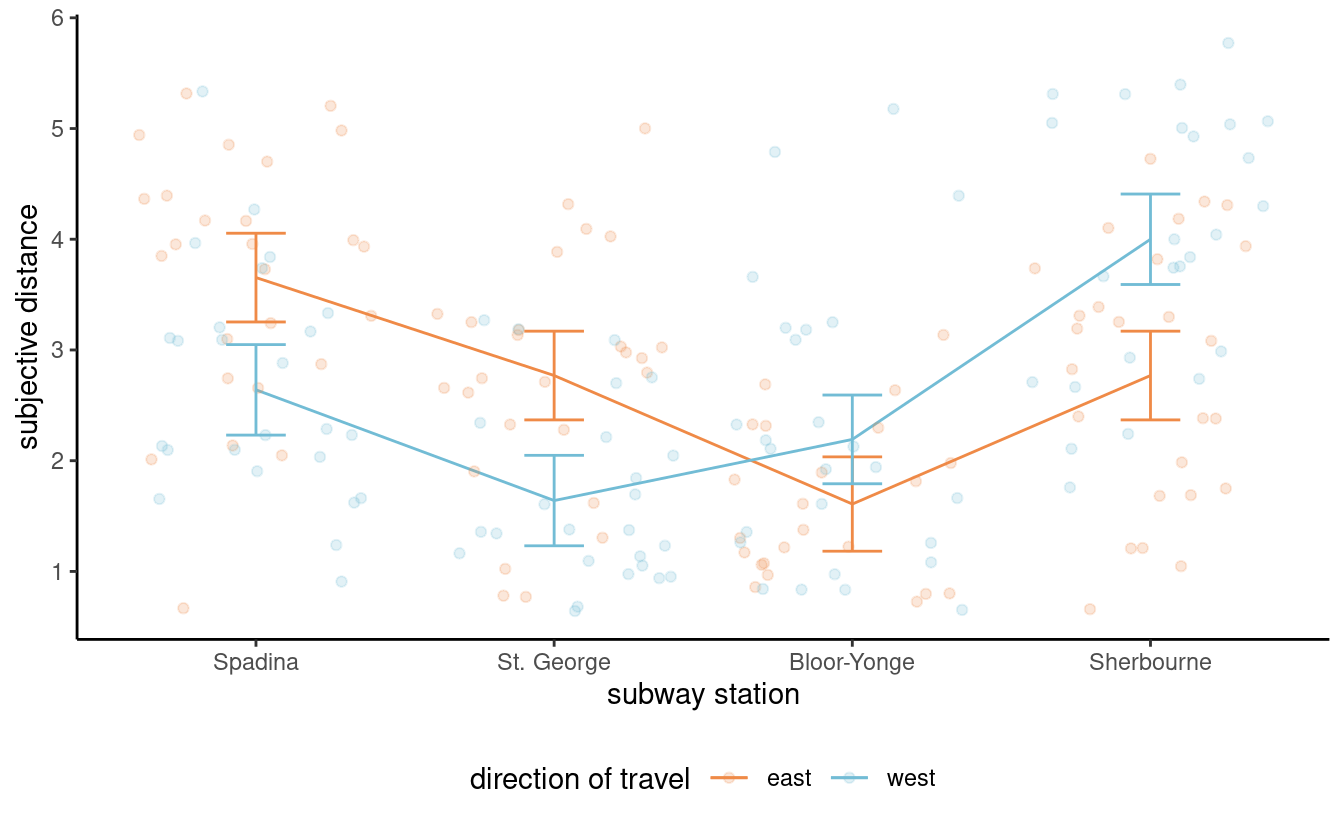 6
5
4
3
2
1
subjective distance
Spadina St. George Bloor-Yonge Sherbourne
subway station
direction of travel east west